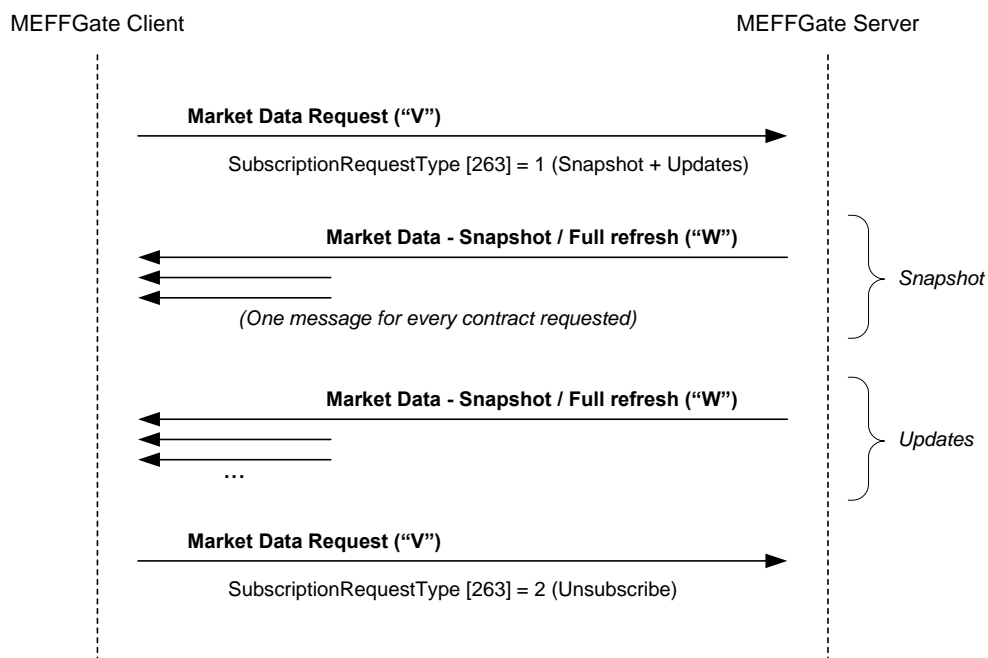 MEFFGate Client
MEFFGate Server
Market Data Request (“V”)
SubscriptionRequestType [263] = 1 (Snapshot + Updates)
Market Data - Snapshot / Full refresh (“W”)
Snapshot
(One message for every contract requested)
Market Data - Snapshot / Full refresh (“W”)
Updates
...
Market Data Request (“V”)
SubscriptionRequestType [263] = 2 (Unsubscribe)